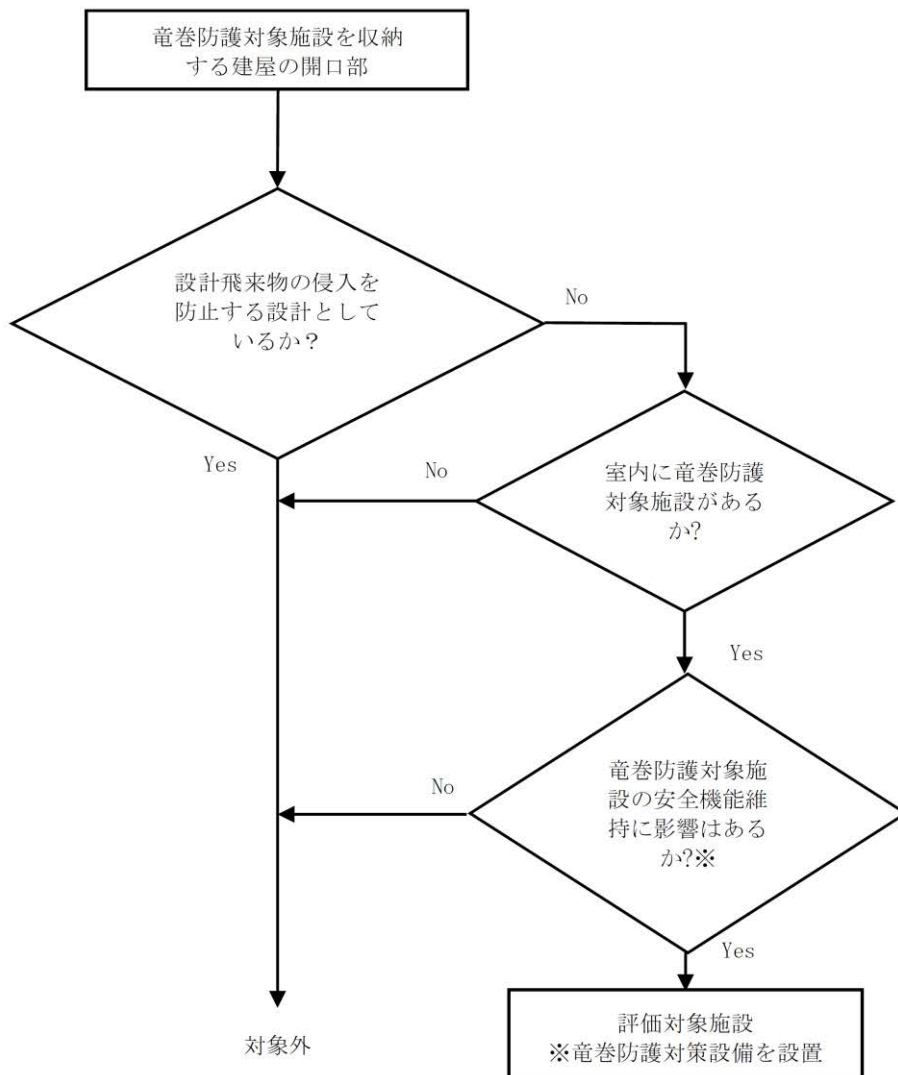 竜巻防護対象施設を収納
する建屋の開口部
設計飛来物の侵入を
防止する設計として
いるか？
No
Yes
No
室内に竜巻防護
対象施設がある
か?
Yes
No
竜巻防護対象施
設の安全機能維
持に影響はある
か?※
Yes
対象外
評価対象施設
※竜巻防護対策設備を設置